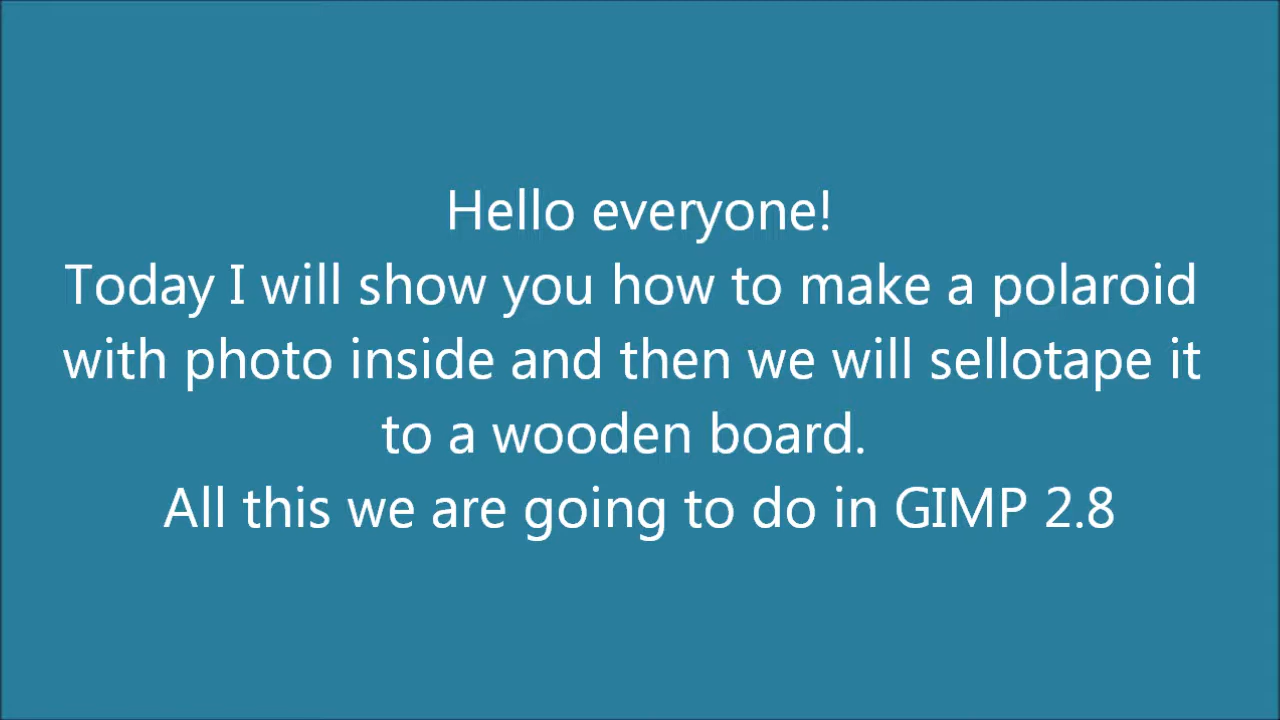 Hello everyone!
Today I will show you how to make a polaroid
with photo inside and then we will sellotape it
to a wooden board.
All this we are going to do in GIMP 2.8